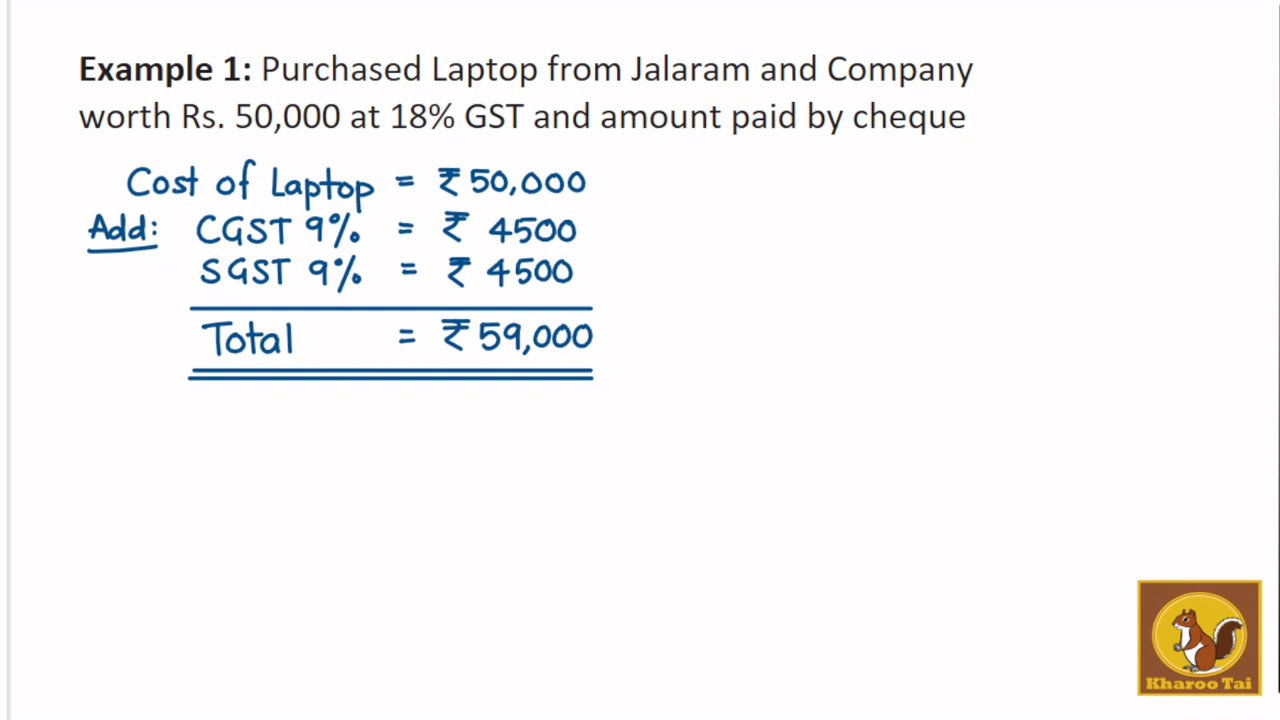 Example 1: Purchased Laptop from Jalaram and Company
worth Rs. 50,000 at 18% GST and amount paid by cheque
Cost of Laptop = ₹ 50,000
Add: CGST 9% = ₹ 4500
SGST 9% = ₹ 4500
Total = ₹ 59,000
Kharoo Tai